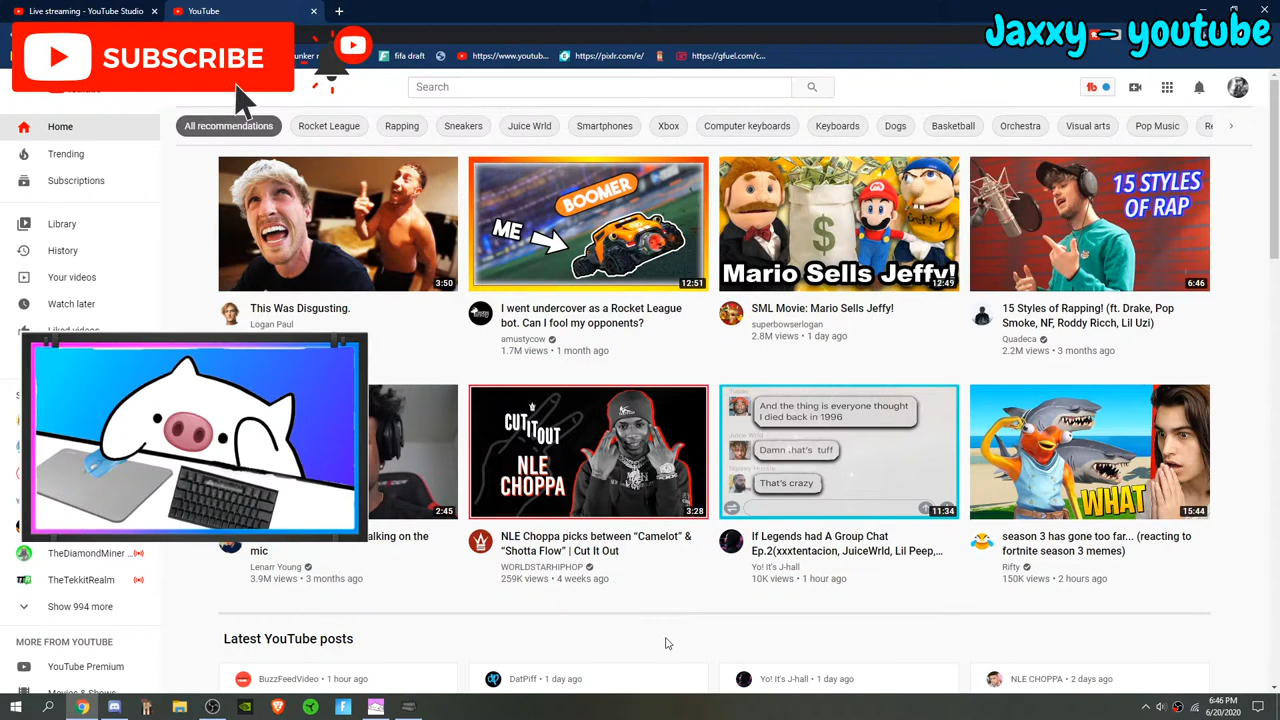 Live streaming - YouTube Studio
YouTube
Jaxxy - youtube
SUBSCRIBE
fifa draft
https://www.youtub...
https://pixlr.com/e/
https://gfuel.com/c...
Search
tb
Home
Trending
Subscriptions
Library
History
Your videos
Watch later
Liked videos
All recommendations
Rocket League
Rapping
Sneakers
Juice Wrld
Smartphones
Xbox
Computer keyboards
Keyboards
Dogs
Basketball
Orchestra
Visual arts
Pop Music
3:50
This Was Disgusting.
Logan Paul
ME
BOOMER
12:51
I went undercover as a Rocket League
bot. Can I fool my opponents?
amustycow
1.7M views • 1 month ago
$
Mario Sells Jeffy!
12:49
SML Movie: Mario Sells Jeffy!
superbowserlogan
2.8M views • 1 day ago
15 STYLES
OF RAP
6:46
15 Styles of Rapping! (ft. Drake, Pop
Smoke, NF, Roddy Ricch, Lil Uzi)
Quadeca
2.2M views • 3 months ago
2:45
alking on the
mic
Lenarr Young
3.9M views • 3 months ago
CUT IT OUT
NLE
CHOPPA
3:28
NLE Choppa picks between “Camelot” &
“Shotta Flow” | Cut It Out
WORLDSTARHIPHOP
259K views • 4 weeks ago
And the thing is everyone thought
I died back in 1996
Juice Wrld
Damn that's tuff
Nipsey Hussle
That's crazy
11:34
If Legends had A Group Chat
Ep.2(xxxtentacion, JuiceWrld, Lil Peep,...
Yo! It's J-hall
10K views • 1 hour ago
WHAT
15:44
season 3 has gone too far... (reacting to
fortnite season 3 memes)
Rifty
150K views • 2 hours ago
TheDiamondMiner ...
TheTekkitRealm
Show 994 more
MORE FROM YOUTUBE
YouTube Premium
Movies & Shows
Latest YouTube posts
BuzzFeedVideo • 1 hour ago
DatPiff • 1 day ago
Yo! It's J-hall • 1 day ago
NLE CHOPPA • 2 days ago
6:46 PM
6/20/2020